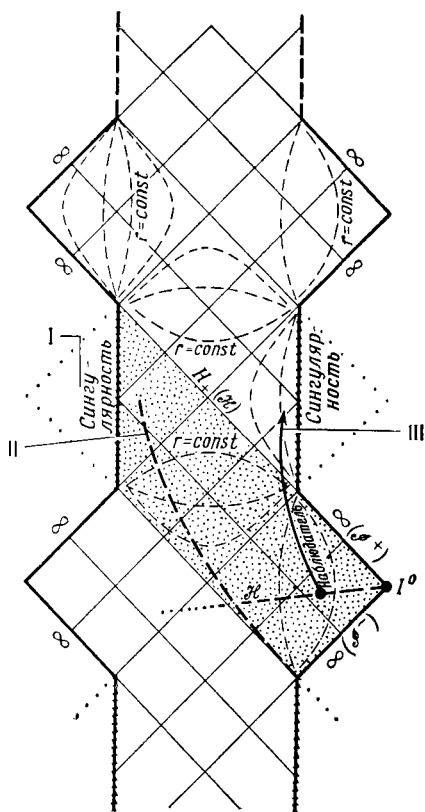 ∞
∞
r=const
∞
∞
r=const
I
Сингу-
лярность
r=const
H₊(ℋ)
Сингуляр-
ность
II
III
r=const
∞
∞
∞(𝒥⁺)
Наблюдатель
I⁰
ℋ
∞(𝒥⁻)